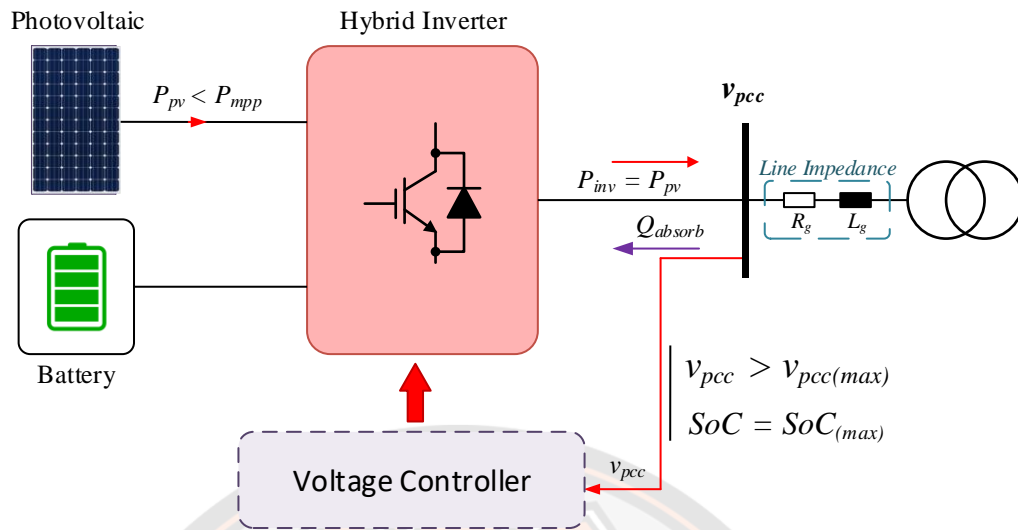 Photovoltaic
Hybrid Inverter
P_pv < P_mpp
v_pcc
Line Impedance
P_inv = P_pv
R_g
L_g
Q_absorb
Battery
v_pcc > v_pcc(max)
SoC = SoC_(max)
v_pcc
Voltage Controller